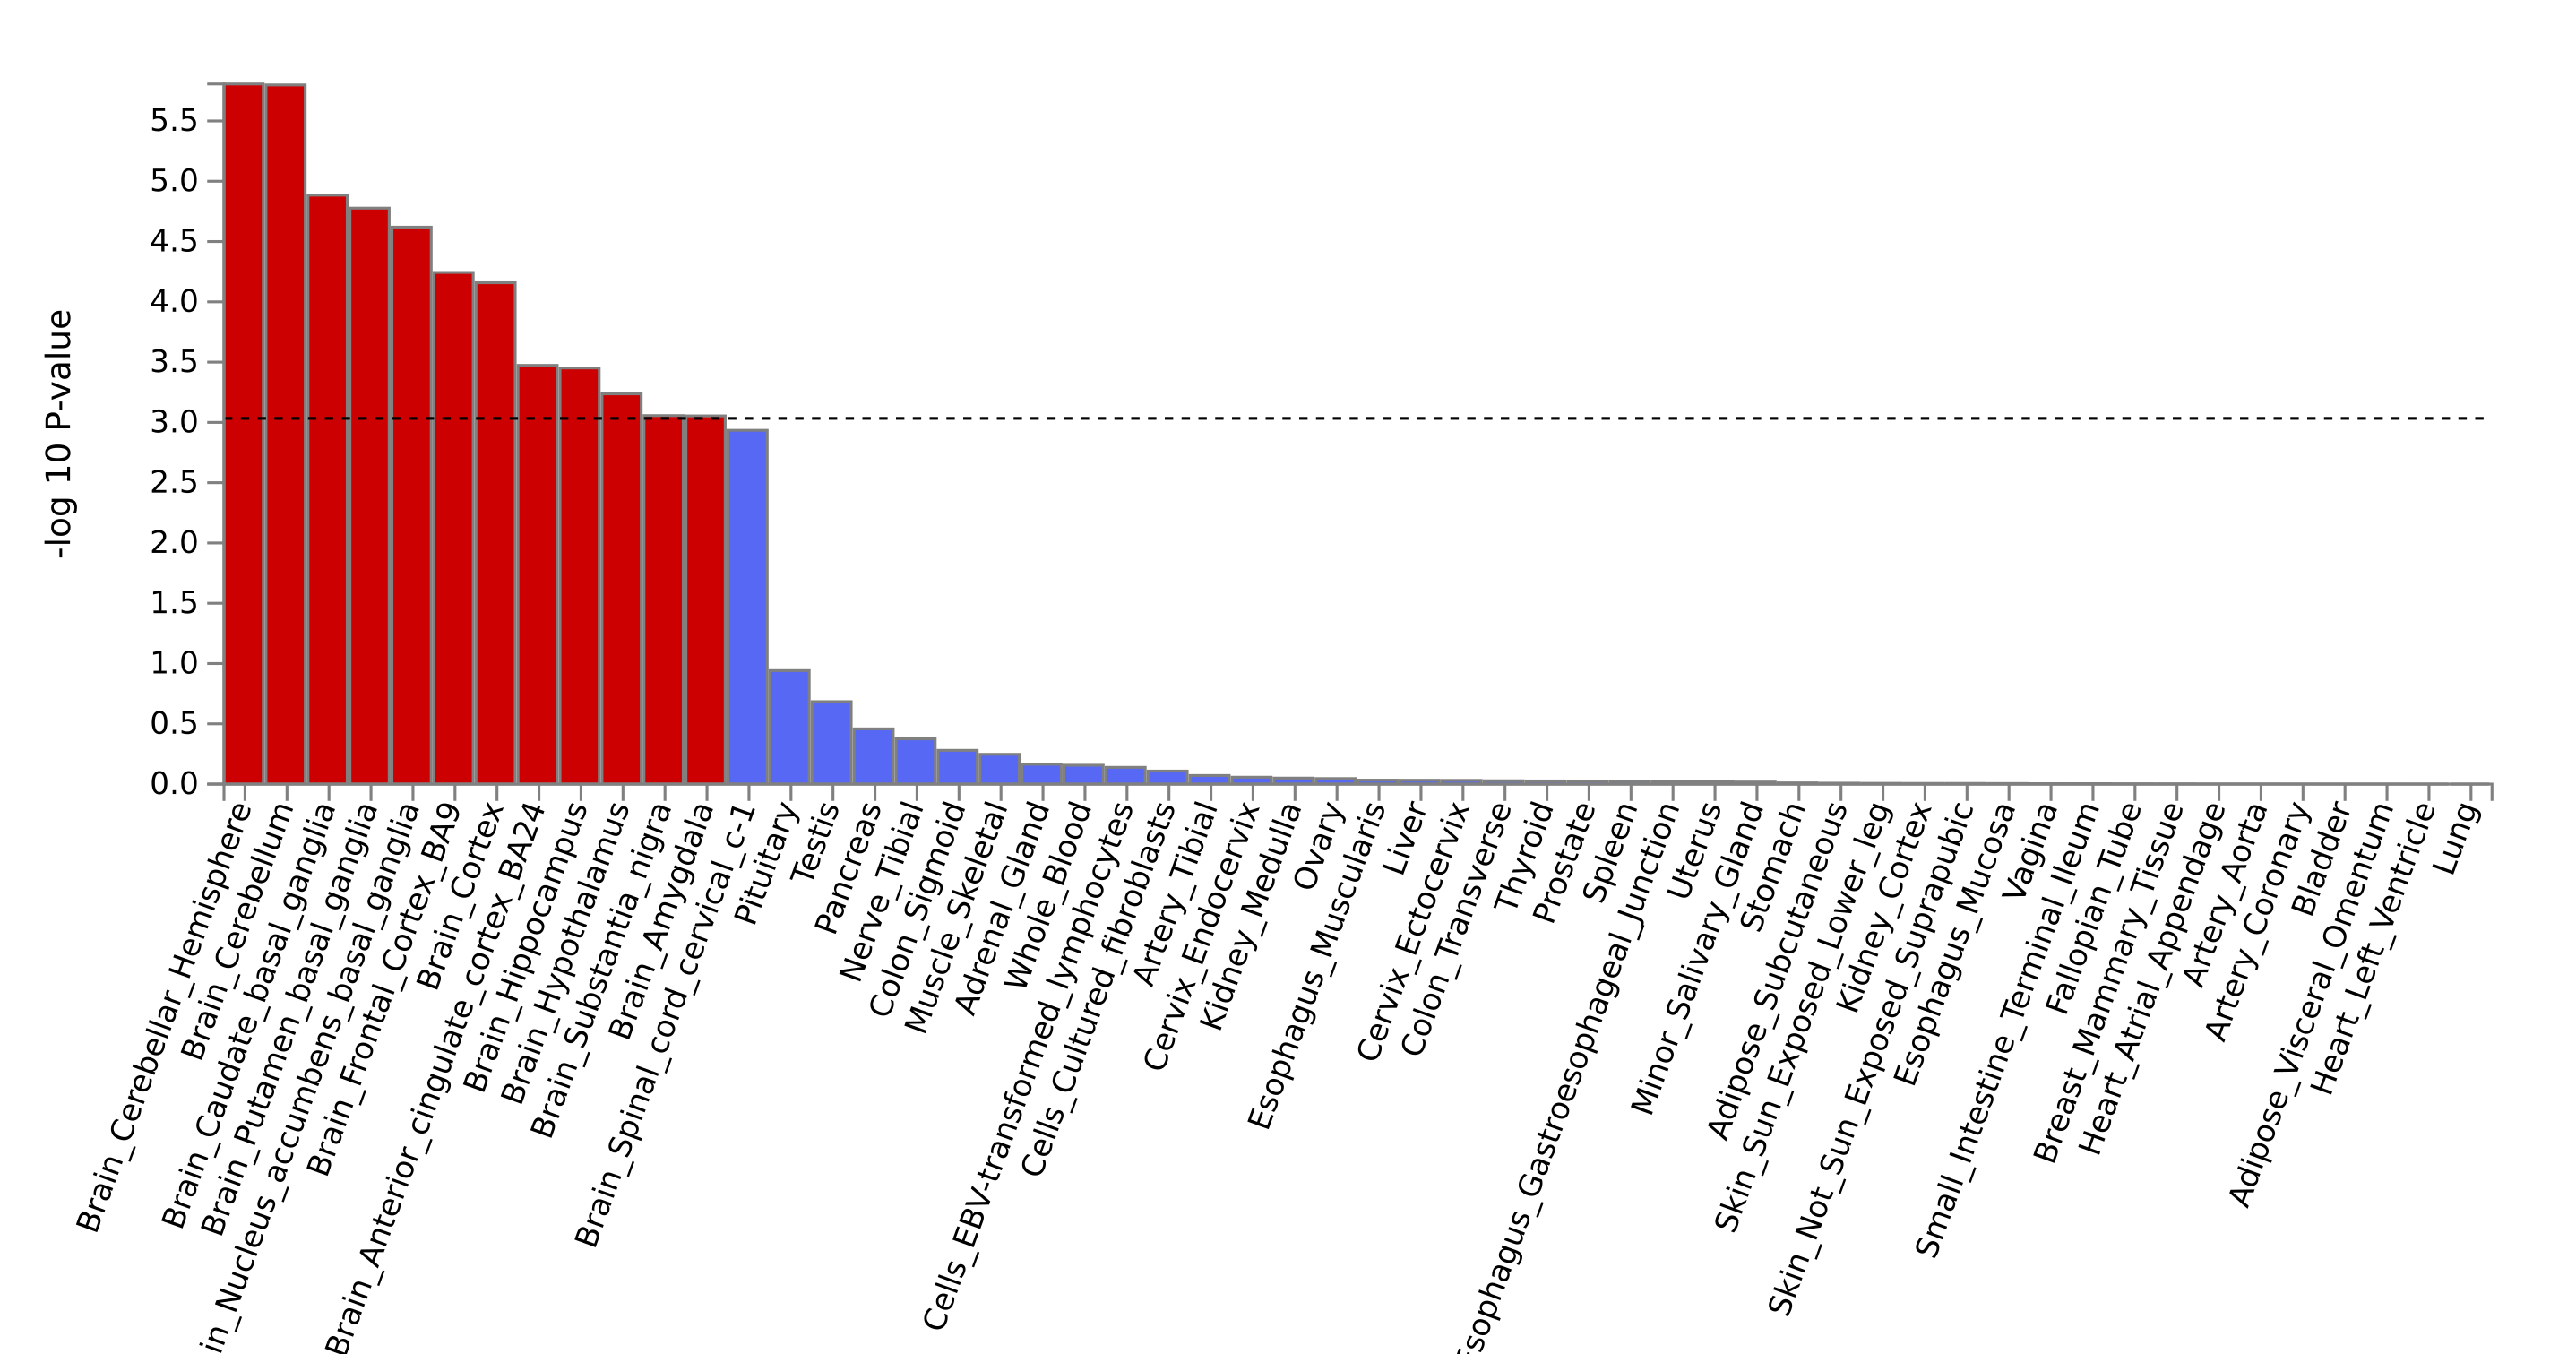 -log 10 P-value
5.5
5.0
4.5
4.0
3.5
3.0
2.5
2.0
1.5
1.0
0.5
0.0
Brain_Cerebellar_Hemisphere
Brain_Cerebellum
Brain_Caudate_basal_ganglia
Brain_Putamen_basal_ganglia
in_Nucleus_accumbens_basal_ganglia
Brain_Frontal_Cortex_BA9
Brain_Cortex
Brain_Anterior_cingulate_cortex_BA24
Brain_Hippocampus
Brain_Hypothalamus
Brain_Substantia_nigra
Brain_Amygdala
Brain_Spinal_cord_cervical_c-1
Pituitary
Testis
Pancreas
Nerve_Tibial
Colon_Sigmoid
Muscle_Skeletal
Adrenal_Gland
Whole_Blood
Cells_EBV-transformed_lymphocytes
Cells_Cultured_fibroblasts
Artery_Tibial
Cervix_Endocervix
Kidney_Medulla
Ovary
Esophagus_Muscularis
Liver
Cervix_Ectocervix
Colon_Transverse
Thyroid
Prostate
Spleen
Esophagus_Gastroesophageal_Junction
Uterus
Minor_Salivary_Gland
Stomach
Adipose_Subcutaneous
Skin_Sun_Exposed_Lower_leg
Kidney_Cortex
Skin_Not_Sun_Exposed_Suprapubic
Esophagus_Mucosa
Vagina
Small_Intestine_Terminal_Ileum
Fallopian_Tube
Breast_Mammary_Tissue
Heart_Atrial_Appendage
Artery_Aorta
Artery_Coronary
Bladder
Adipose_Visceral_Omentum
Heart_Left_Ventricle
Lung